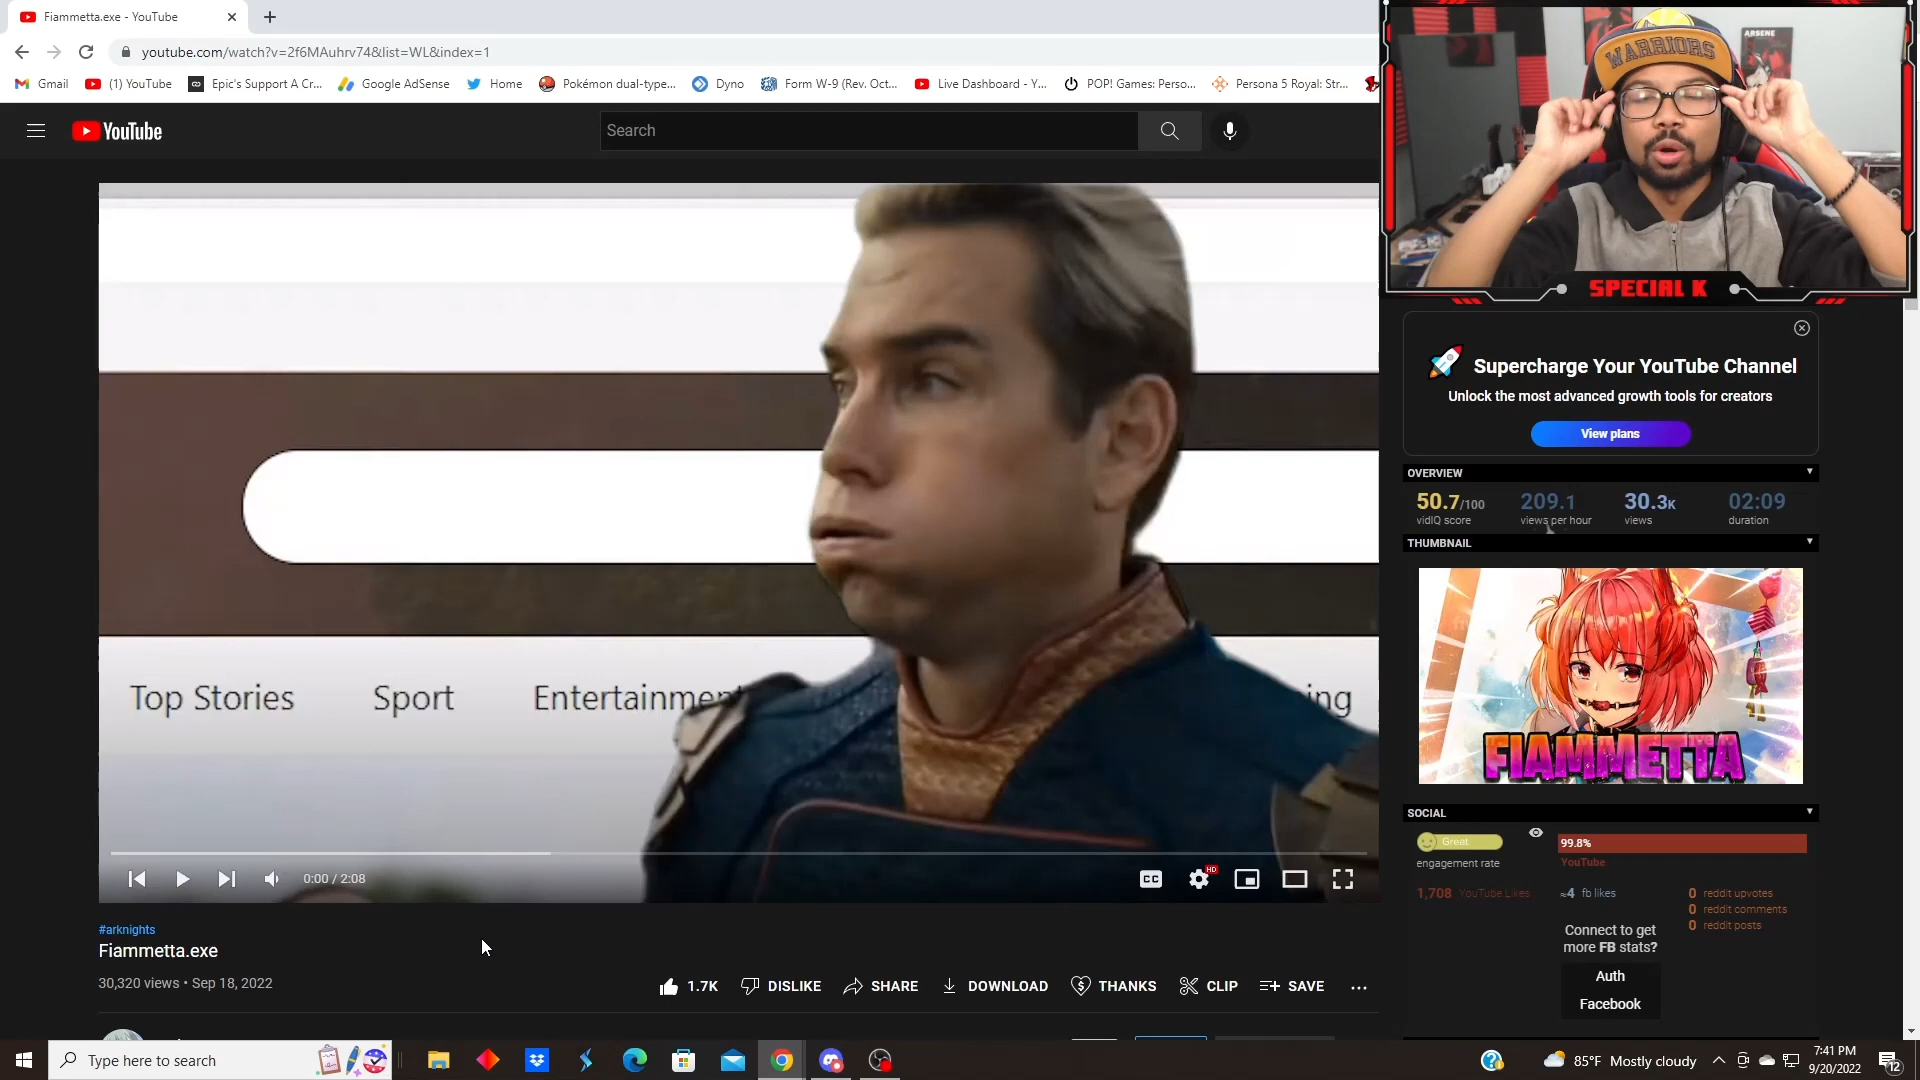 Fiammetta.exe - YouTube
youtube.com/watch?v=2f6MAuhrv74&list=WL&index=1
Gmail
(1) YouTube
Epic's Support A Cr...
Google AdSense
Home
Pokémon dual-type...
Dyno
Form W-9 (Rev. Oct...
Live Dashboard - Y...
POP! Games: Perso...
Persona 5 Royal: Str...
WARRIORS
ARSENE
SPECIAL K
YouTube
Search
Top Stories
Sport
Entertainment
ing
0:00 / 2:08
CC
HD
#arknights
Fiammetta.exe
30,320 views • Sep 18, 2022
1.7K
DISLIKE
SHARE
DOWNLOAD
THANKS
CLIP
SAVE
Supercharge Your YouTube Channel
Unlock the most advanced growth tools for creators
View plans
OVERVIEW
50.7/100
vidIQ score
209.1
views per hour
30.3K
views
02:09
duration
THUMBNAIL
FIAMMETTA
SOCIAL
Great
engagement rate
99.8%
YouTube
1,708 YouTube Likes
≈4 fb likes
0 reddit upvotes
0 reddit comments
0 reddit posts
Connect to get
more FB stats?
Auth
Facebook
Type here to search
85°F Mostly cloudy
7:41 PM
9/20/2022
12